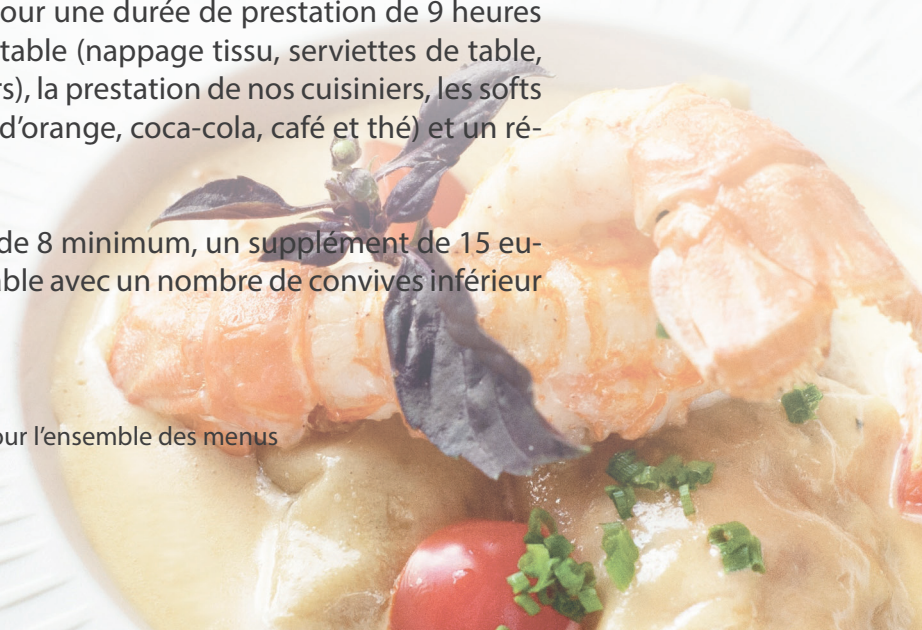 our une durée de prestation de 9 heures
table (nappage tissu, serviettes de table,
rs), la prestation de nos cuisiniers, les softs
d’orange, coca-cola, café et thé) et un ré-
de 8 minimum, un supplément de 15 eu-
able avec un nombre de convives inférieur
our l’ensemble des menus